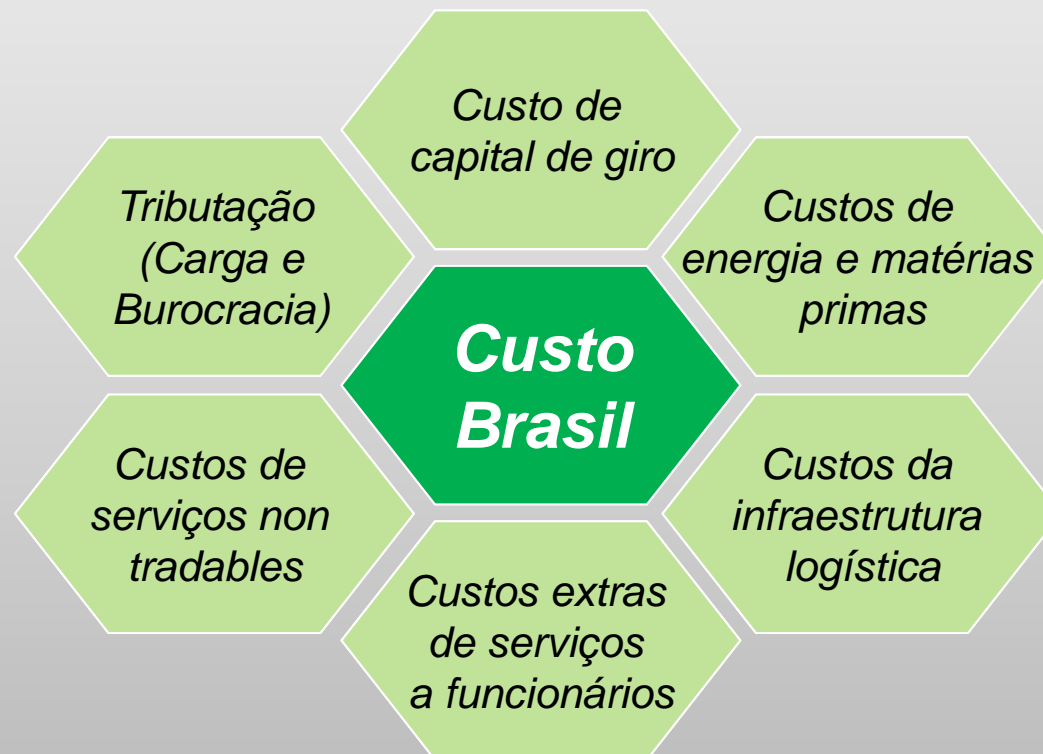 Custo de
capital de giro
Tributação
(Carga e
Burocracia)
Custos de
energia e matérias
primas
Custo
Brasil
Custos de
serviços non
tradables
Custos da
infraestrutura
logística
Custos extras
de serviços
a funcionários